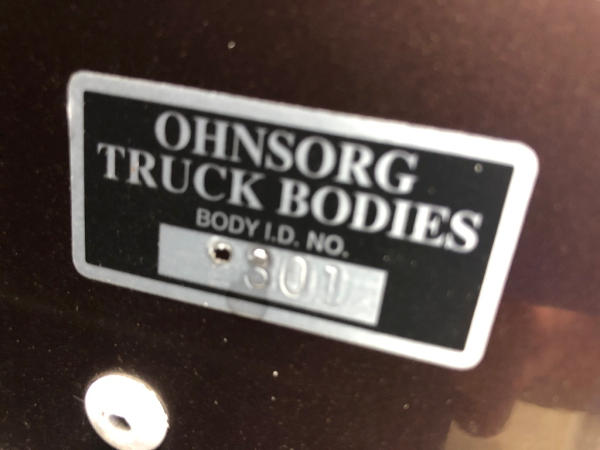 OHNSORG
TRUCK BODIES
BODY I.D. NO.
301